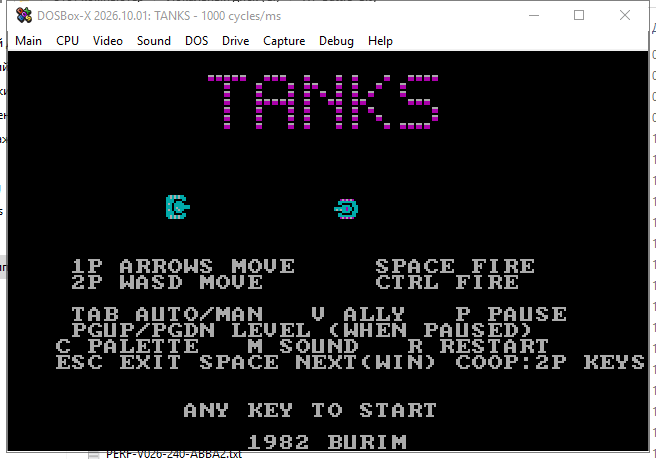 DOSBox-X 2026.10.01: TANKS - 1000 cycles/ms
Main CPU Video Sound DOS Drive Capture Debug Help
TANKS
1P ARROWS MOVE SPACE FIRE
2P WASD MOVE CTRL FIRE
TAB AUTO/MAN V ALLY P PAUSE
PGUP/PGDN LEVEL (WHEN PAUSED)
C PALETTE M SOUND R RESTART
ESC EXIT SPACE NEXT(WIN) COOP:2P KEYS
ANY KEY TO START
1982 BURIM
PERF-V026-240-ABBA2.txt